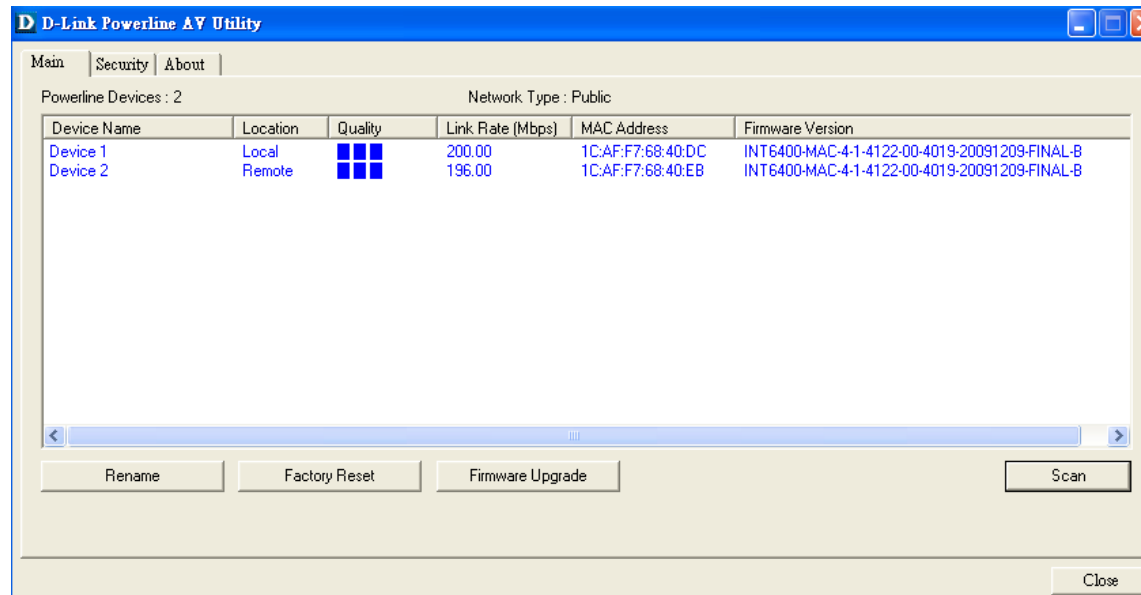 D D-Link Powerline AV Utility
Main Security About
Powerline Devices : 2 Network Type : Public
Device Name Location Quality Link Rate (Mbps) MAC Address Firmware Version
Device 1 Local 200.00 1C:AF:F7:68:40:DC INT6400-MAC-4-1-4122-00-4019-20091209-FINAL-B
Device 2 Remote 196.00 1C:AF:F7:68:40:EB INT6400-MAC-4-1-4122-00-4019-20091209-FINAL-B
Rename Factory Reset Firmware Upgrade Scan
Close